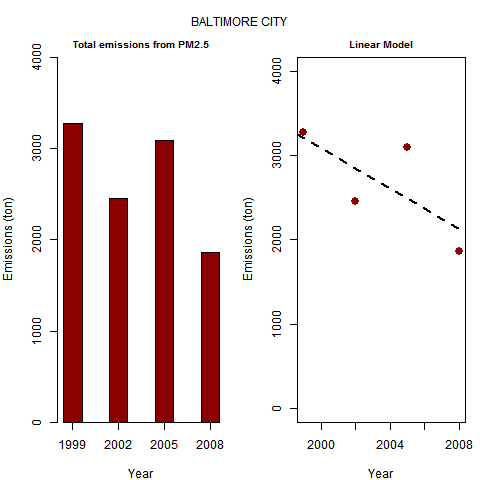 BALTIMORE CITY
Total emissions from PM2.5
Emissions (ton)
4000
3000
2000
1000
0
1999 2002 2005 2008
Year
Linear Model
Emissions (ton)
4000
3000
2000
1000
0
2000 2004 2008
Year